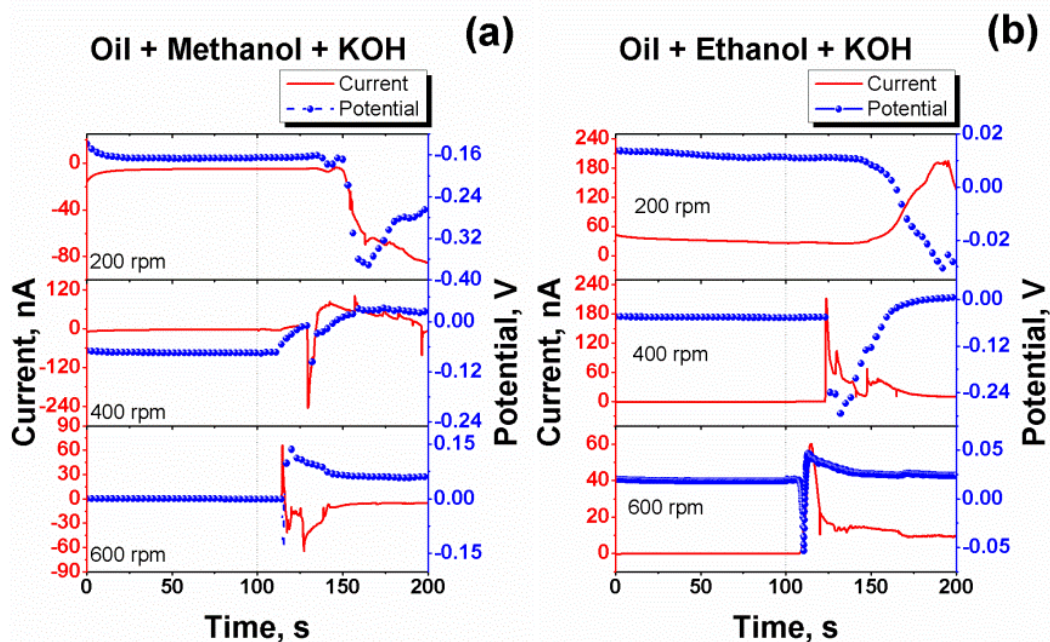 Oil + Methanol + KOH (a)
Current
Potential
0
-40
-80
-0.16
-0.24
-0.32
-0.40
200 rpm
120
0
-120
-240
0.00
-0.12
-0.24
400 rpm
90
60
30
0
-30
-60
-90
0.15
0.00
-0.15
600 rpm
Current, nA
Potential, V
0 50 100 150 200
Time, s
Oil + Ethanol + KOH (b)
Current
Potential
240
180
120
60
0
0.02
0.00
-0.02
-0.04
200 rpm
240
180
120
60
0
0.00
-0.12
-0.24
400 rpm
60
40
20
0
0.05
0.00
-0.05
600 rpm
Current, nA
Potential, V
0 50 100 150 200
Time, s